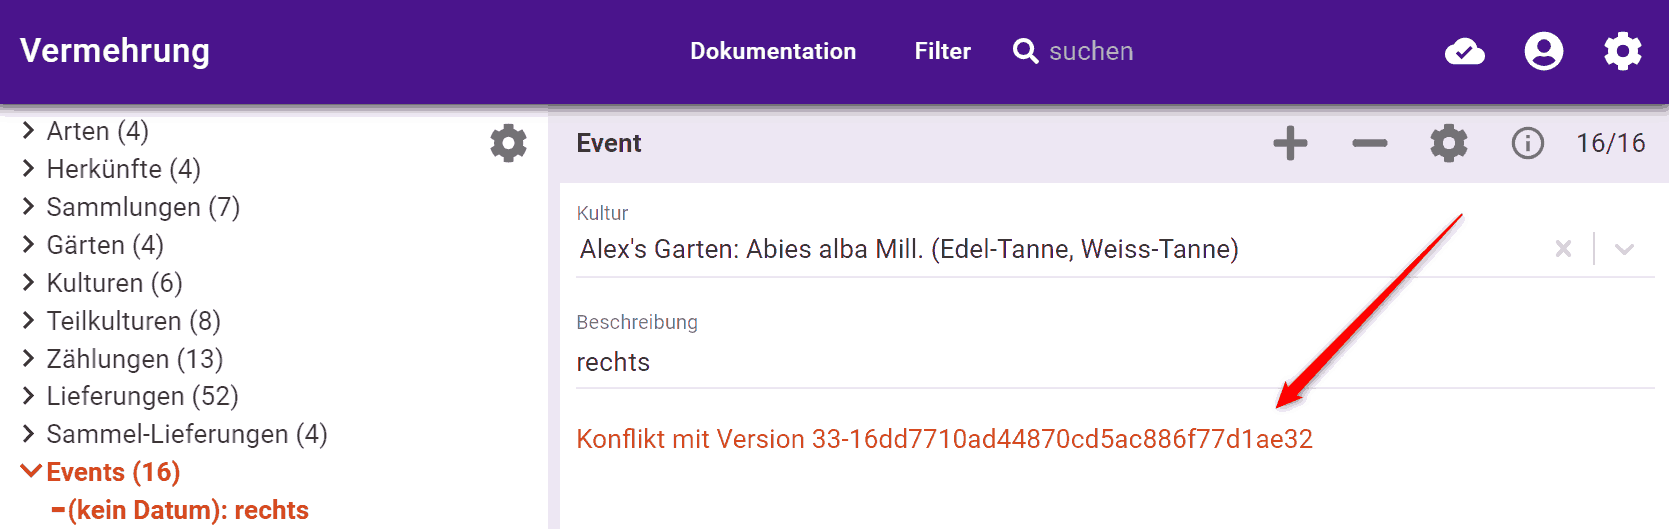 Vermehrung
Dokumentation
Filter
suchen
Arten (4)
Herkünfte (4)
Sammlungen (7)
Gärten (4)
Kulturen (6)
Teilkulturen (8)
Zählungen (13)
Lieferungen (52)
Sammel-Lieferungen (4)
Events (16)
(kein Datum): rechts
Event
16/16
Kultur
Alex's Garten: Abies alba Mill. (Edel-Tanne, Weiss-Tanne)
Beschreibung
rechts
Konflikt mit Version 33-16dd7710ad44870cd5ac886f77d1ae32